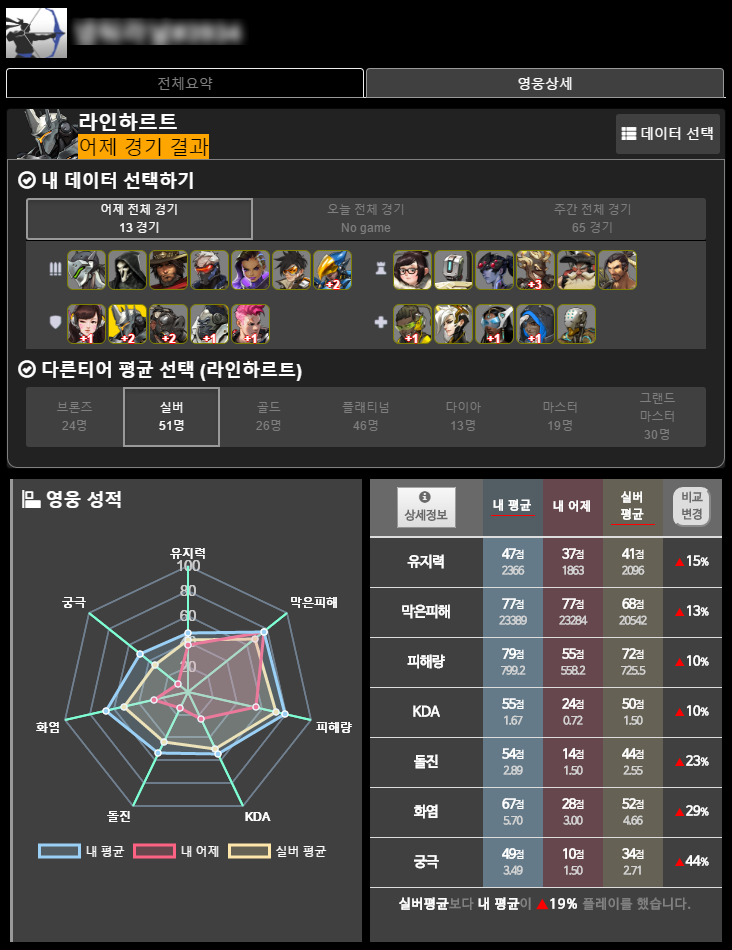 전체요약
영웅상세
라인하르트
어제 경기 결과
데이터 선택
내 데이터 선택하기
어제 전체 경기
13 경기
오늘 전체 경기
No game
주간 전체 경기
65 경기
+2
+3
+1 +2 +2 +1 +1
+1 +1 +1
다른티어 평균 선택 (라인하르트)
브론즈
24명
실버
51명
골드
26명
플래티넘
46명
다이아
13명
마스터
19명
그랜드
마스터
30명
영웅 성적
유지력
100
80
60
20
막은피해
피해량
KDA
돌진
화염
궁극
내 평균
내 어제
실버 평균
상세정보
내 평균
내 어제
실버
평균
비교
변경
유지력 47점 37점 41점 ▲15%
2366 1863 2096
막은피해 77점 77점 68점 ▲13%
23389 23284 20542
피해량 79점 55점 72점 ▲10%
799.2 558.2 725.5
KDA 55점 24점 50점 ▲10%
1.67 0.72 1.50
돌진 54점 14점 44점 ▲23%
2.89 1.50 2.55
화염 67점 28점 52점 ▲29%
5.70 3.00 4.66
궁극 49점 10점 34점 ▲44%
3.49 1.50 2.71
실버평균보다 내 평균이 ▲19% 플레이를 했습니다.